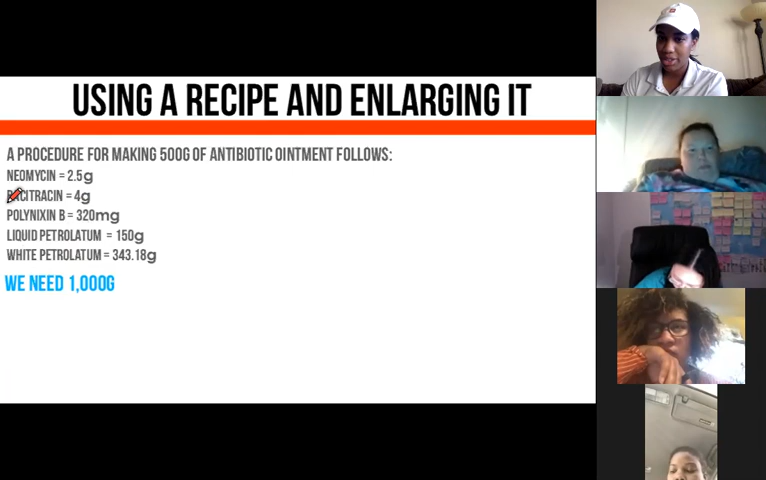 USING A RECIPE AND ENLARGING IT
A PROCEDURE FOR MAKING 500G OF ANTIBIOTIC OINTMENT FOLLOWS:
NEOMYCIN = 2.5g
BACITRACIN = 4g
POLYNIXIN B = 320mg
LIQUID PETROLATUM = 150g
WHITE PETROLATUM = 343.18g
WE NEED 1,000G